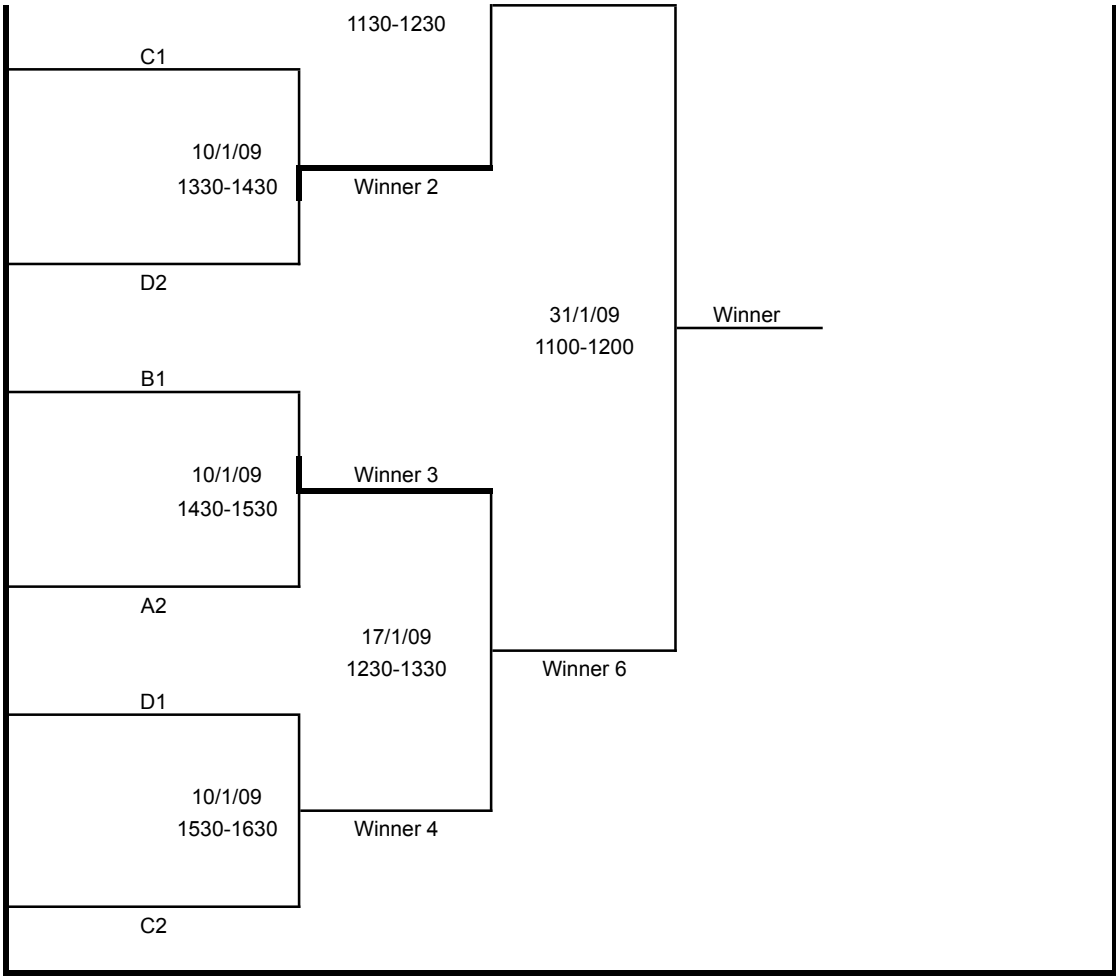 1130-1230
C1
10/1/09
1330-1430
Winner 2
D2
31/1/09
Winner
1100-1200
B1
10/1/09
Winner 3
1430-1530
A2
17/1/09
1230-1330
Winner 6
D1
10/1/09
1530-1630
Winner 4
C2